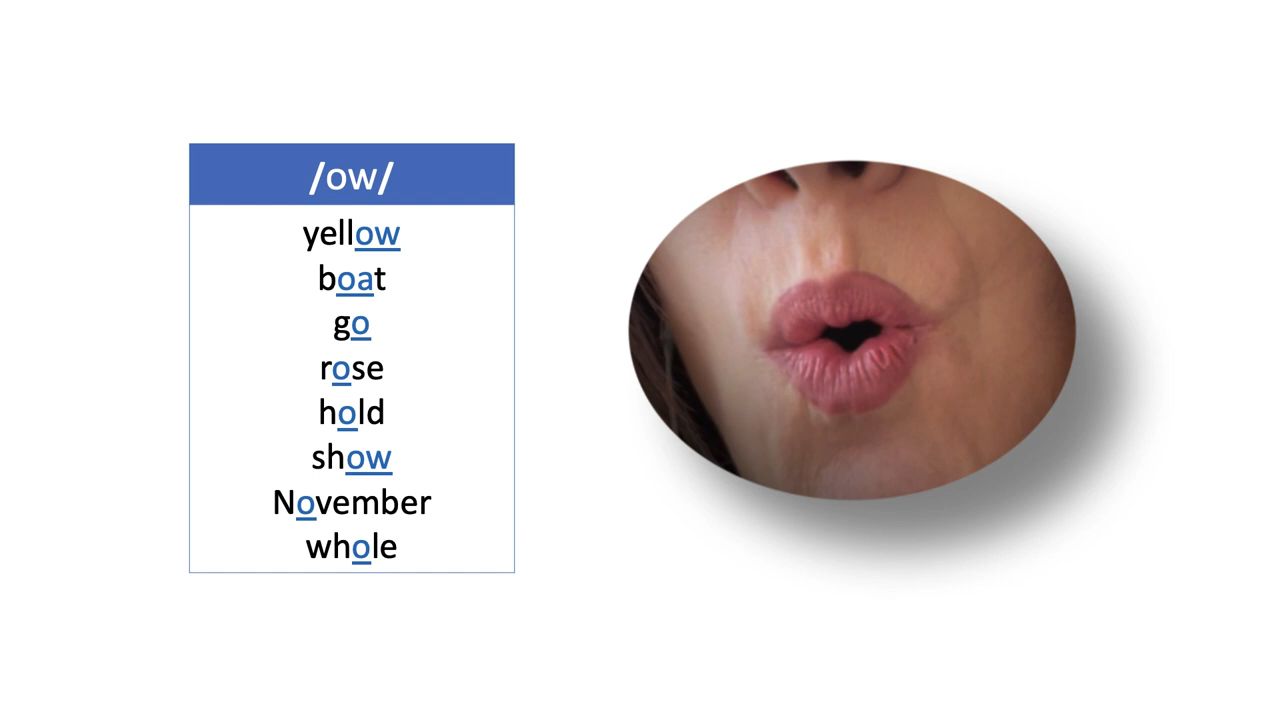 /ow/
yellow
boat
go
rose
hold
show
November
whole